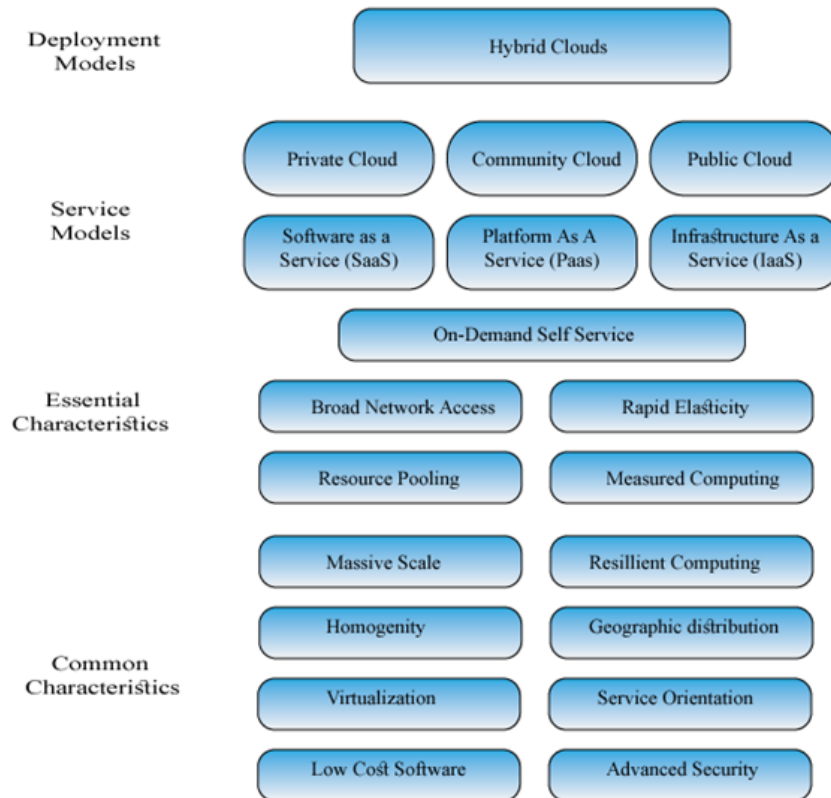 Deployment
Models
Hybrid Clouds
Private Cloud
Community Cloud
Public Cloud
Service
Models
Software as a
Service (SaaS)
Platform As A
Service (Paas)
Infrastructure As a
Service (IaaS)
On-Demand Self Service
Essential
Characteristics
Broad Network Access
Rapid Elasticity
Resource Pooling
Measured Computing
Massive Scale
Resillient Computing
Homogenity
Geographic distribution
Common
Characteristics
Virtualization
Service Orientation
Low Cost Software
Advanced Security